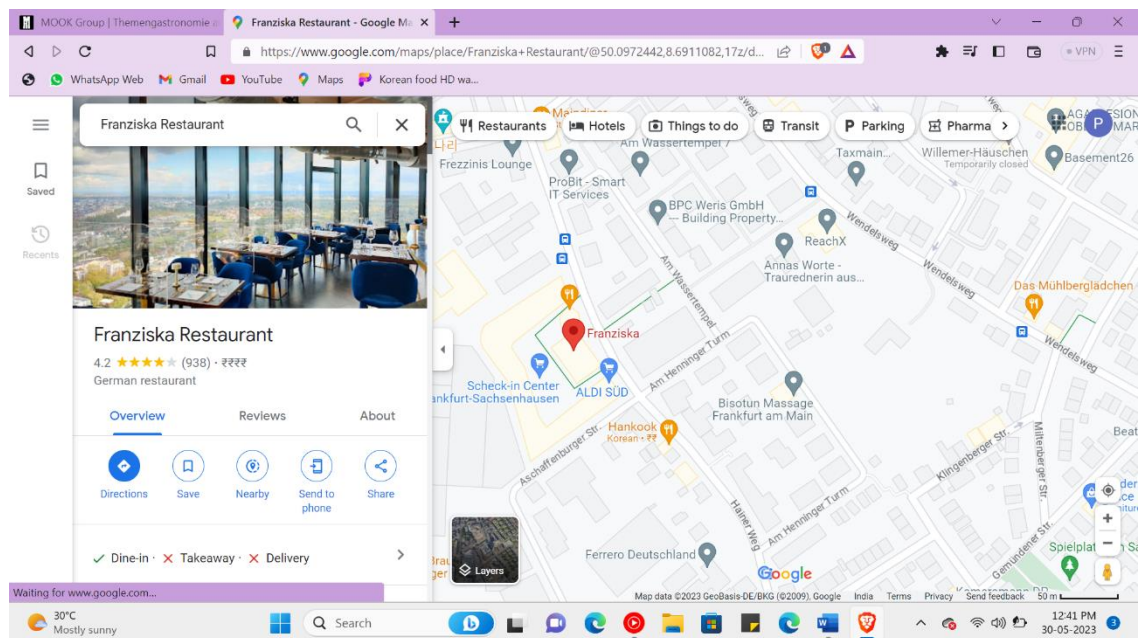 MOOK Group | Themengastronomie a
Franziska Restaurant - Google Ma
https://www.google.com/maps/place/Franziska+Restaurant/@50.0972442,8.6911082,17z/d...
VPN
WhatsApp Web
Gmail
YouTube
Maps
Korean food HD wa...
Franziska Restaurant
Saved
Recents
Franziska Restaurant
4.2 (938) · ₹₹₹₹
German restaurant
Overview
Reviews
About
Directions
Save
Nearby
Send to
phone
Share
Dine-in · Takeaway · Delivery
Waiting for www.google.com...
Restaurants
Hotels
Things to do
Transit
Parking
Pharma
P
Am Wassertempel 7
Frezzinis Lounge
ProBit - Smart
IT Services
Taxmain...
Willemer-Häuschen
Temporarily closed
Basement26
BPC Weris GmbH
— Building Property...
ReachX
Wendelsweg
Annas Worte -
Traurednerin aus...
Wendelsweg
Das Mühlberglädchen
Am Wassertempel
Franziska
Wendelsweg
Scheck-in Center
ankfurt-Sachsenhausen
ALDI SÜD
Am Henninger Turm
Bisotun Massage
Frankfurt am Main
Hankook
Korean · ₹₹
Aschaffenburger Str.
Klingenberger Str.
Miltenberger Str.
Beat
Hainer Weg
Am Henninger Turm
Gemündener Str.
Ferrero Deutschland
Spielplat
Layers
Google
Map data ©2023 GeoBasis-DE/BKG (©2009), Google
India
Terms
Privacy
Send feedback
50 m
30°C
Mostly sunny
Search
12:41 PM
30-05-2023
3